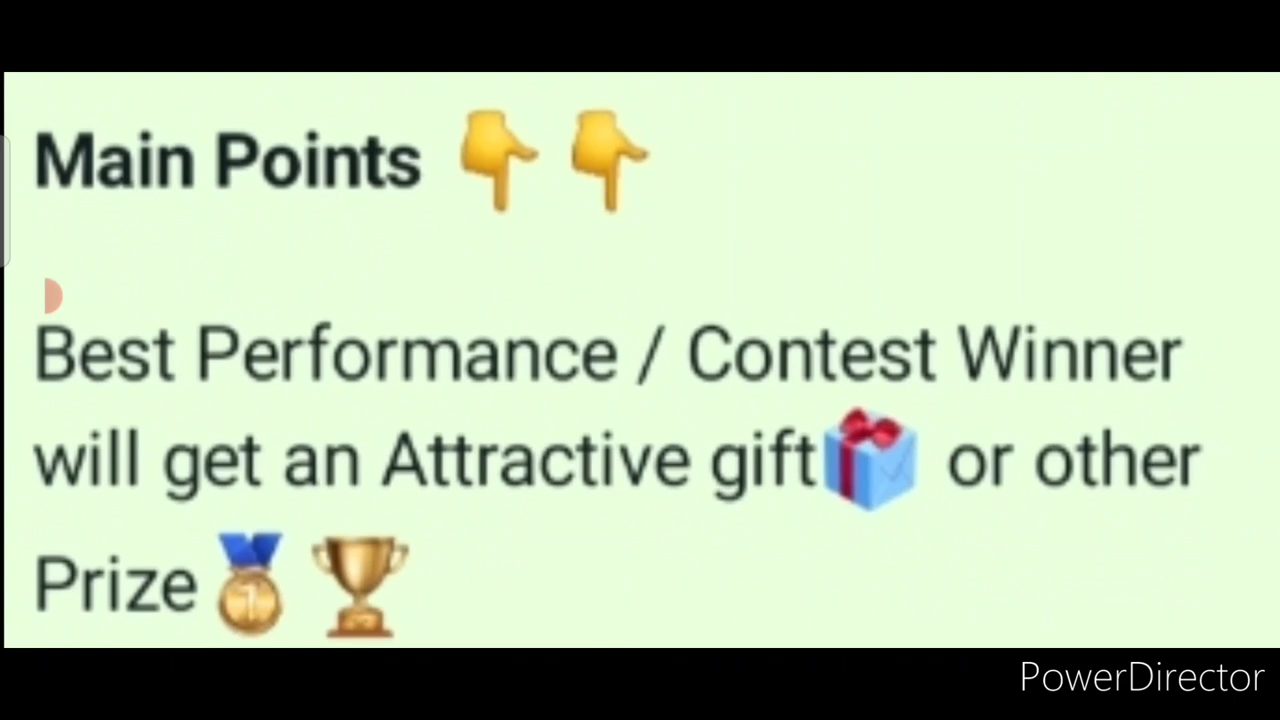 Main Points 👇👇
Best Performance / Contest Winner
will get an Attractive gift🎁 or other
Prize🥇🏆
PowerDirector